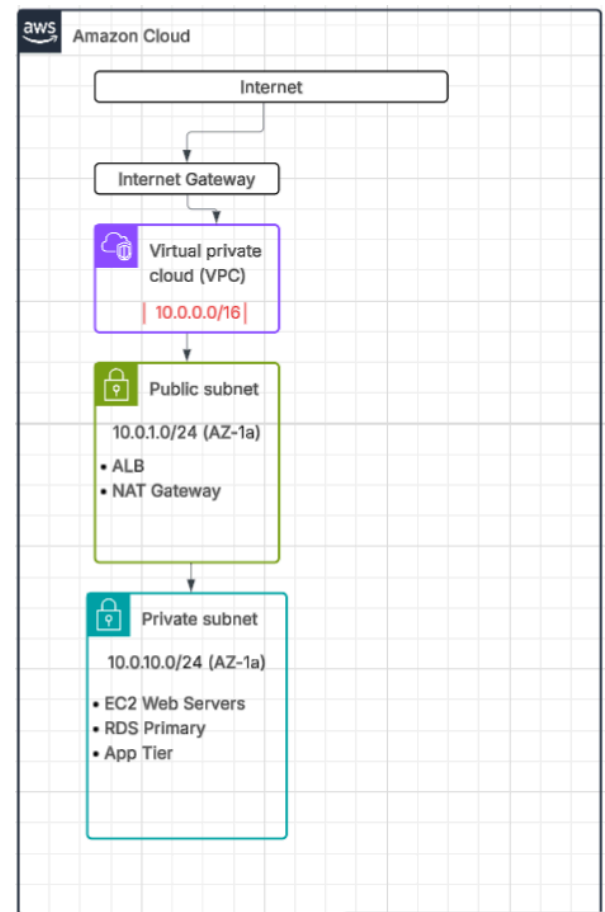 aws
Amazon Cloud
Internet
Internet Gateway
Virtual private
cloud (VPC)
| 10.0.0.0/16 |
Public subnet
10.0.1.0/24 (AZ-1a)
• ALB
• NAT Gateway
Private subnet
10.0.10.0/24 (AZ-1a)
• EC2 Web Servers
• RDS Primary
• App Tier